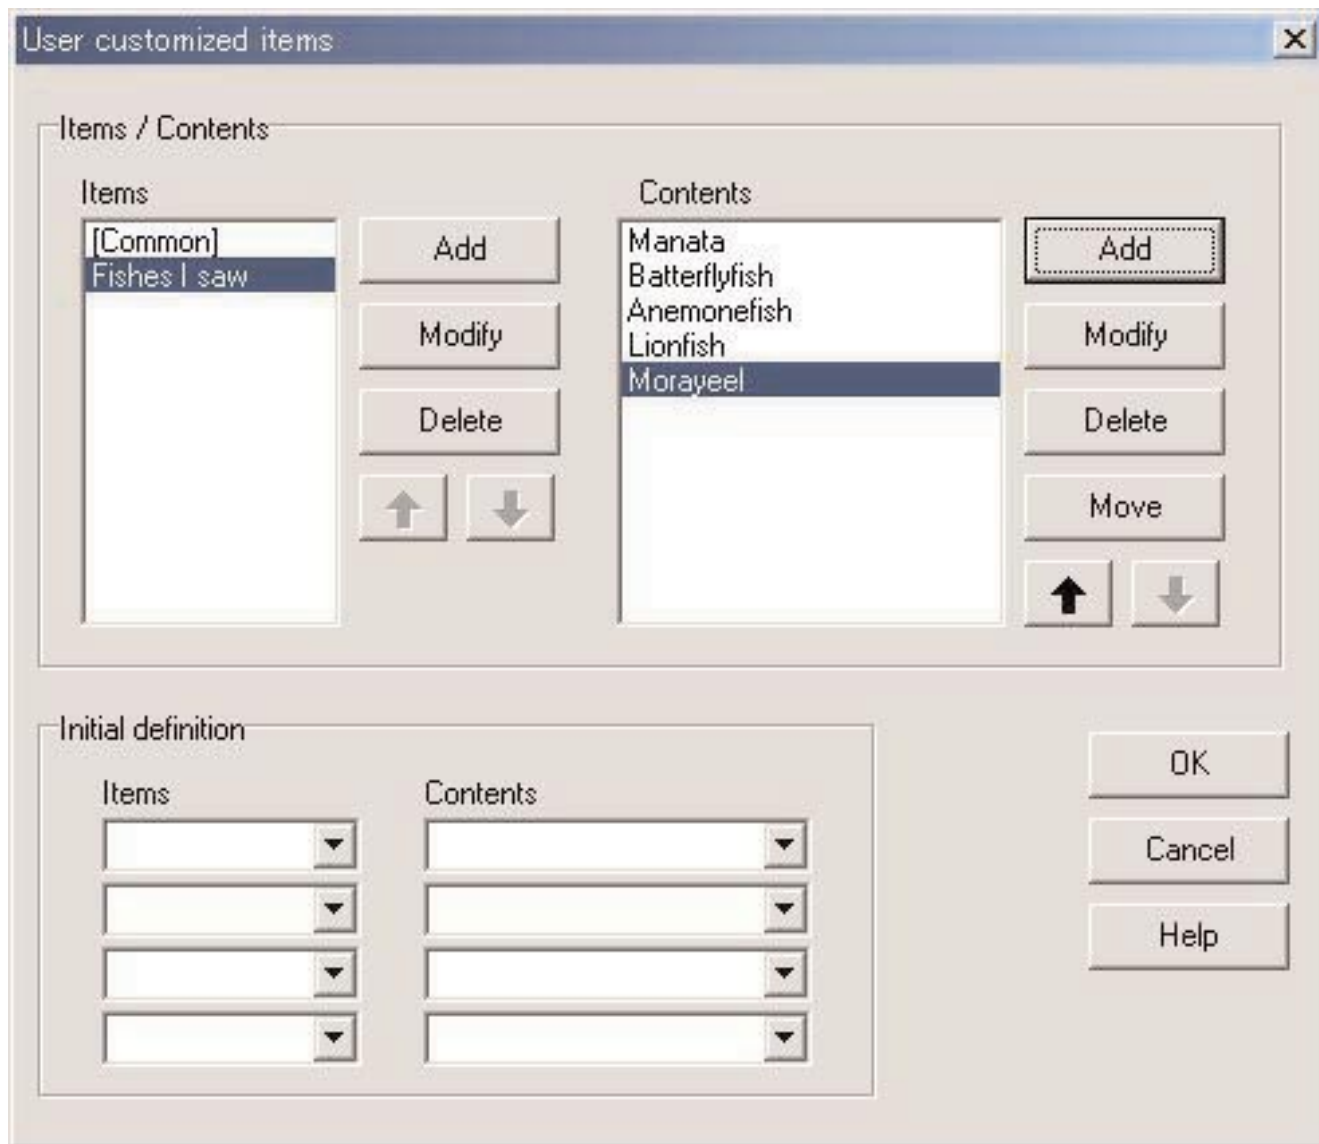 User customized items
Items / Contents
Items
[Common]
Fishes I saw
Add
Modify
Delete
Contents
Manata
Batterflyfish
Anemonefish
Lionfish
Morayeel
Add
Modify
Delete
Move
Initial definition
Items
Contents
OK
Cancel
Help